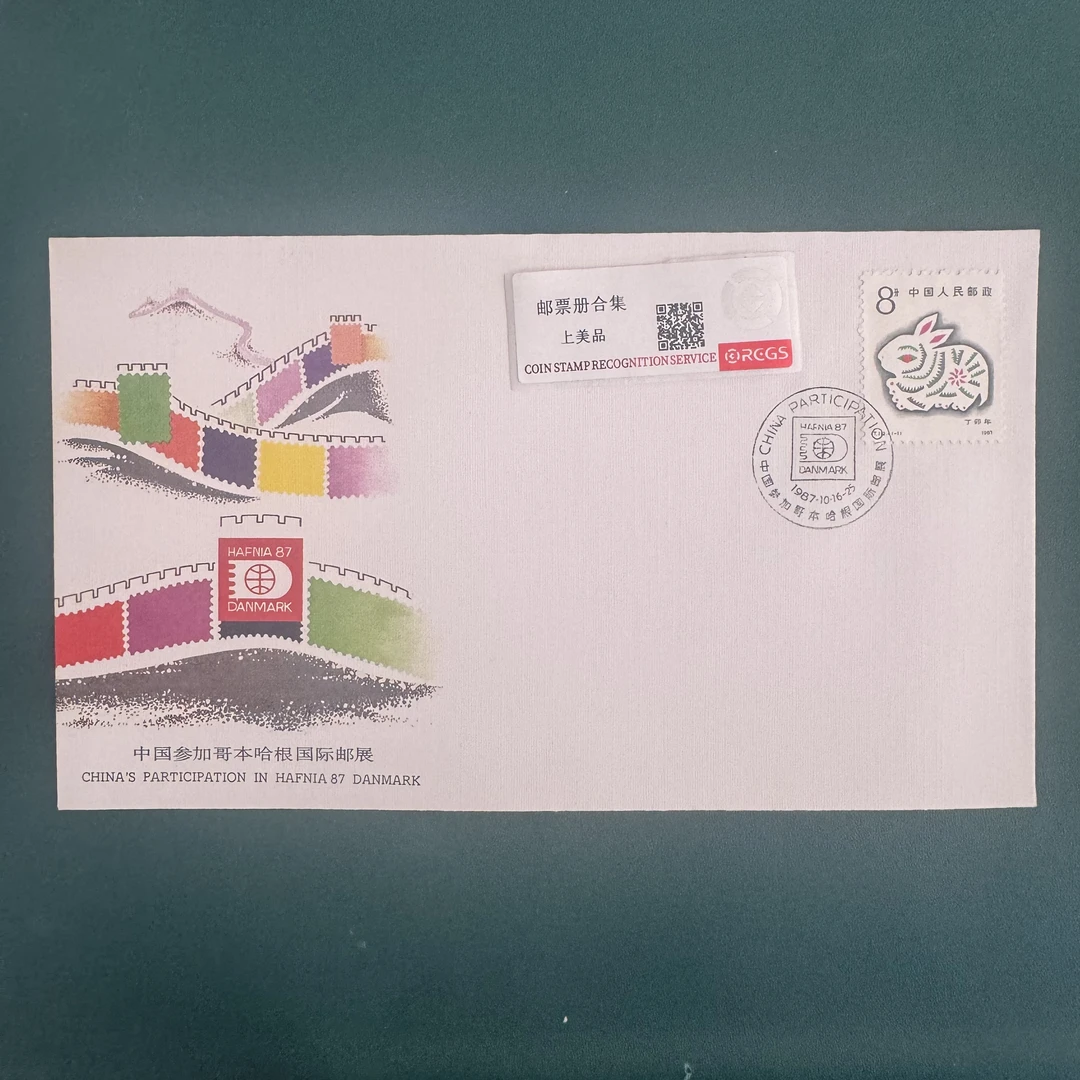 邮票册合集
上美品
COIN STAMP RECOGNITION SERVICE
RCGS
8分 中国人民邮政
丁卯年
1987
CHINA PARTICIPATION
HAFNIA 87
DANMARK
1987·10·16-25
中国参加哥本哈根国际邮展
HAFNIA 87
DANMARK
中国参加哥本哈根国际邮展
CHINA'S PARTICIPATION IN HAFNIA 87 DANMARK